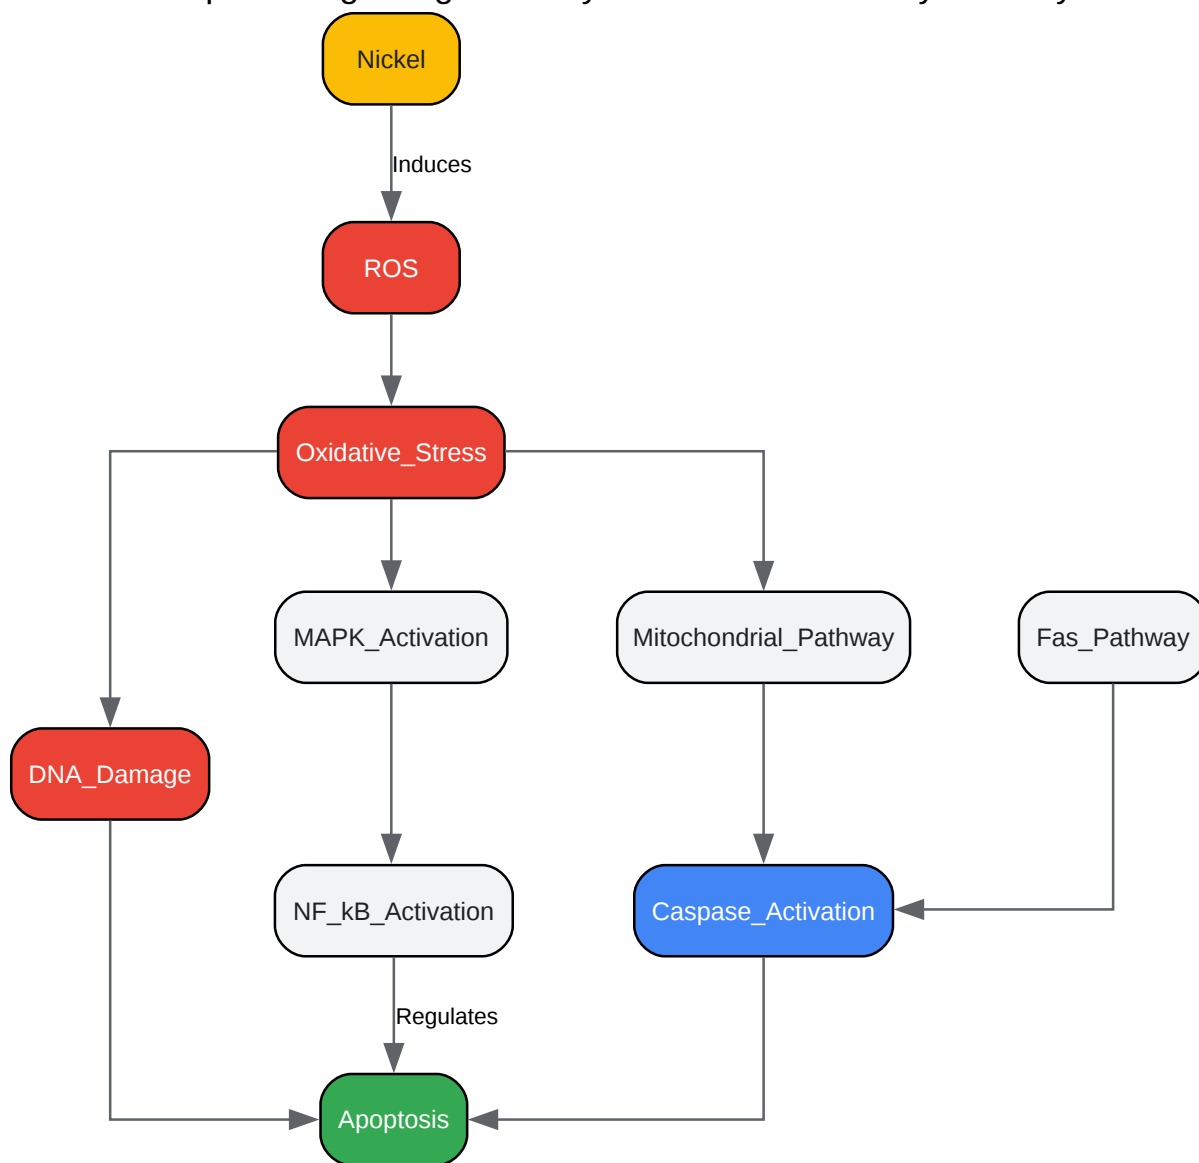 Nickel
Induces
ROS
Oxidative_Stress
MAPK_Activation
Mitochondrial_Pathway
Fas_Pathway
DNA_Damage
NF_kB_Activation
Caspase_Activation
Regulates
Apoptosis